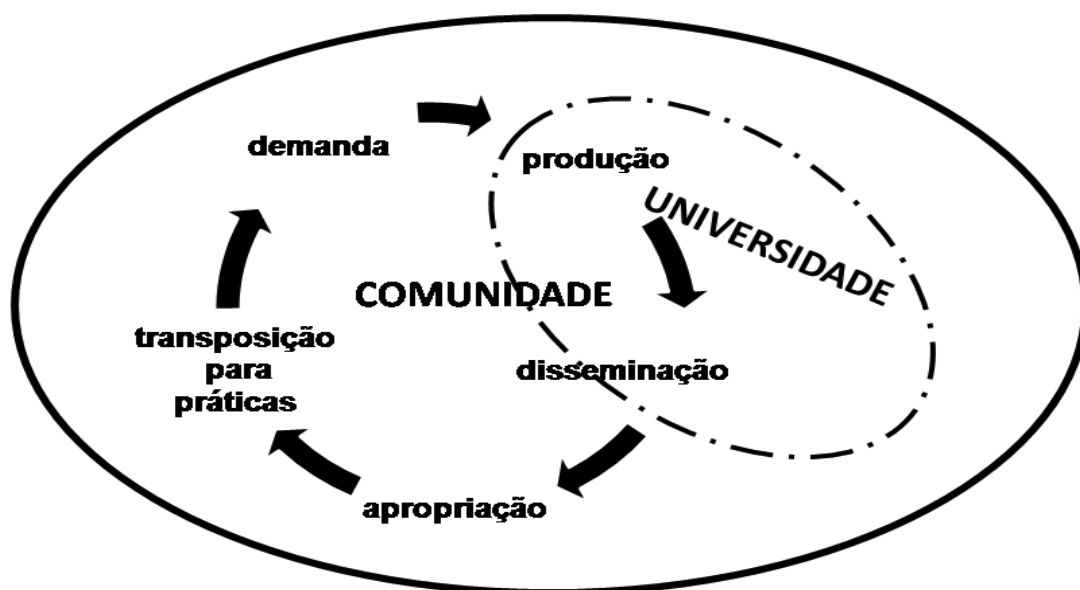 demanda
produção
UNIVERSIDADE
COMUNIDADE
transposição
para
práticas
disseminação
apropriação